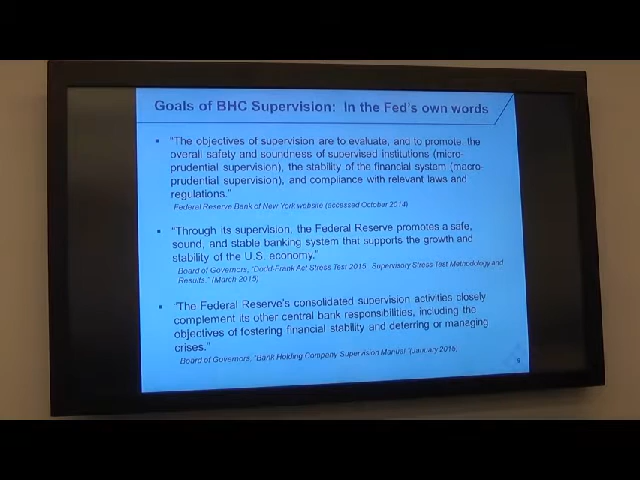 Goals of BHC Supervision: In the Fed's own words
▪ "The objectives of supervision are to evaluate, and to promote, the
overall safety and soundness of supervised institutions (micro-
prudential supervision), the stability of the financial system (macro-
prudential supervision), and compliance with relevant laws and
regulations."
Federal Reserve Bank of New York website (accessed October 2014)
▪ "Through its supervision, the Federal Reserve promotes a safe,
sound, and stable banking system that supports the growth and
stability of the U.S. economy."
Board of Governors, "Dodd-Frank Act Stress Test 2015: Supervisory Stress Test Methodology and
Results," (March 2015)
▪ "The Federal Reserve's consolidated supervision activities closely
complement its other central bank responsibilities, including the
objectives of fostering financial stability and deterring or managing
crises."
Board of Governors, "Bank Holding Company Supervision Manual "(January 2015)